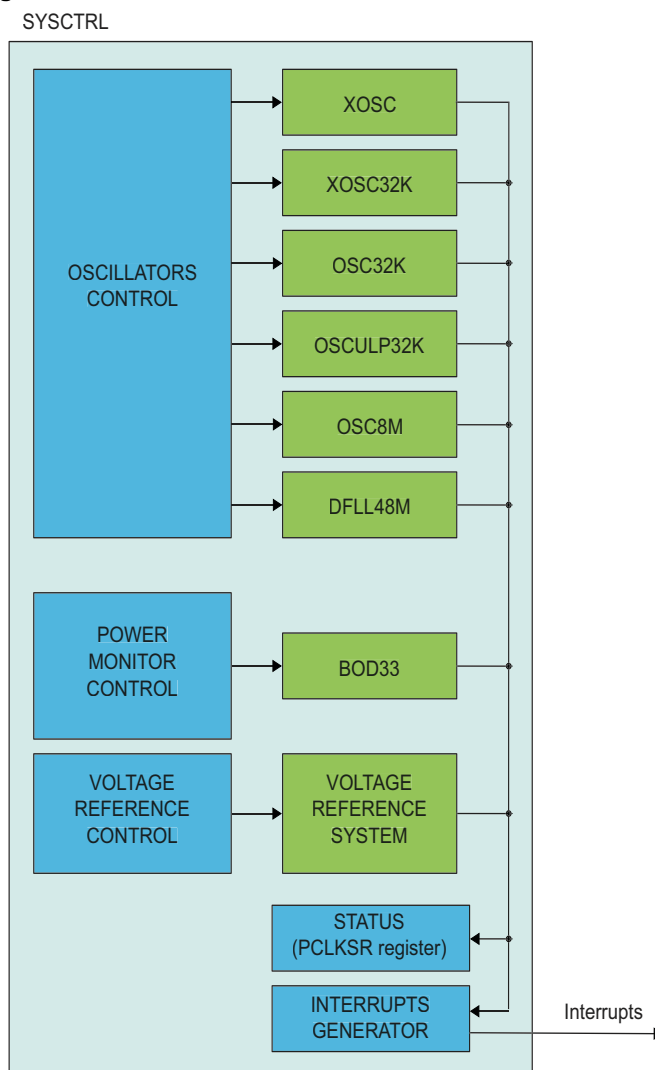 SYSCTRL
XOSC
XOSC32K
OSCILLATORS
CONTROL
OSC32K
OSCULP32K
OSC8M
DFLL48M
POWER
MONITOR
CONTROL
BOD33
VOLTAGE
REFERENCE
CONTROL
VOLTAGE
REFERENCE
SYSTEM
STATUS
(PCLKSR register)
INTERRUPTS
GENERATOR
Interrupts